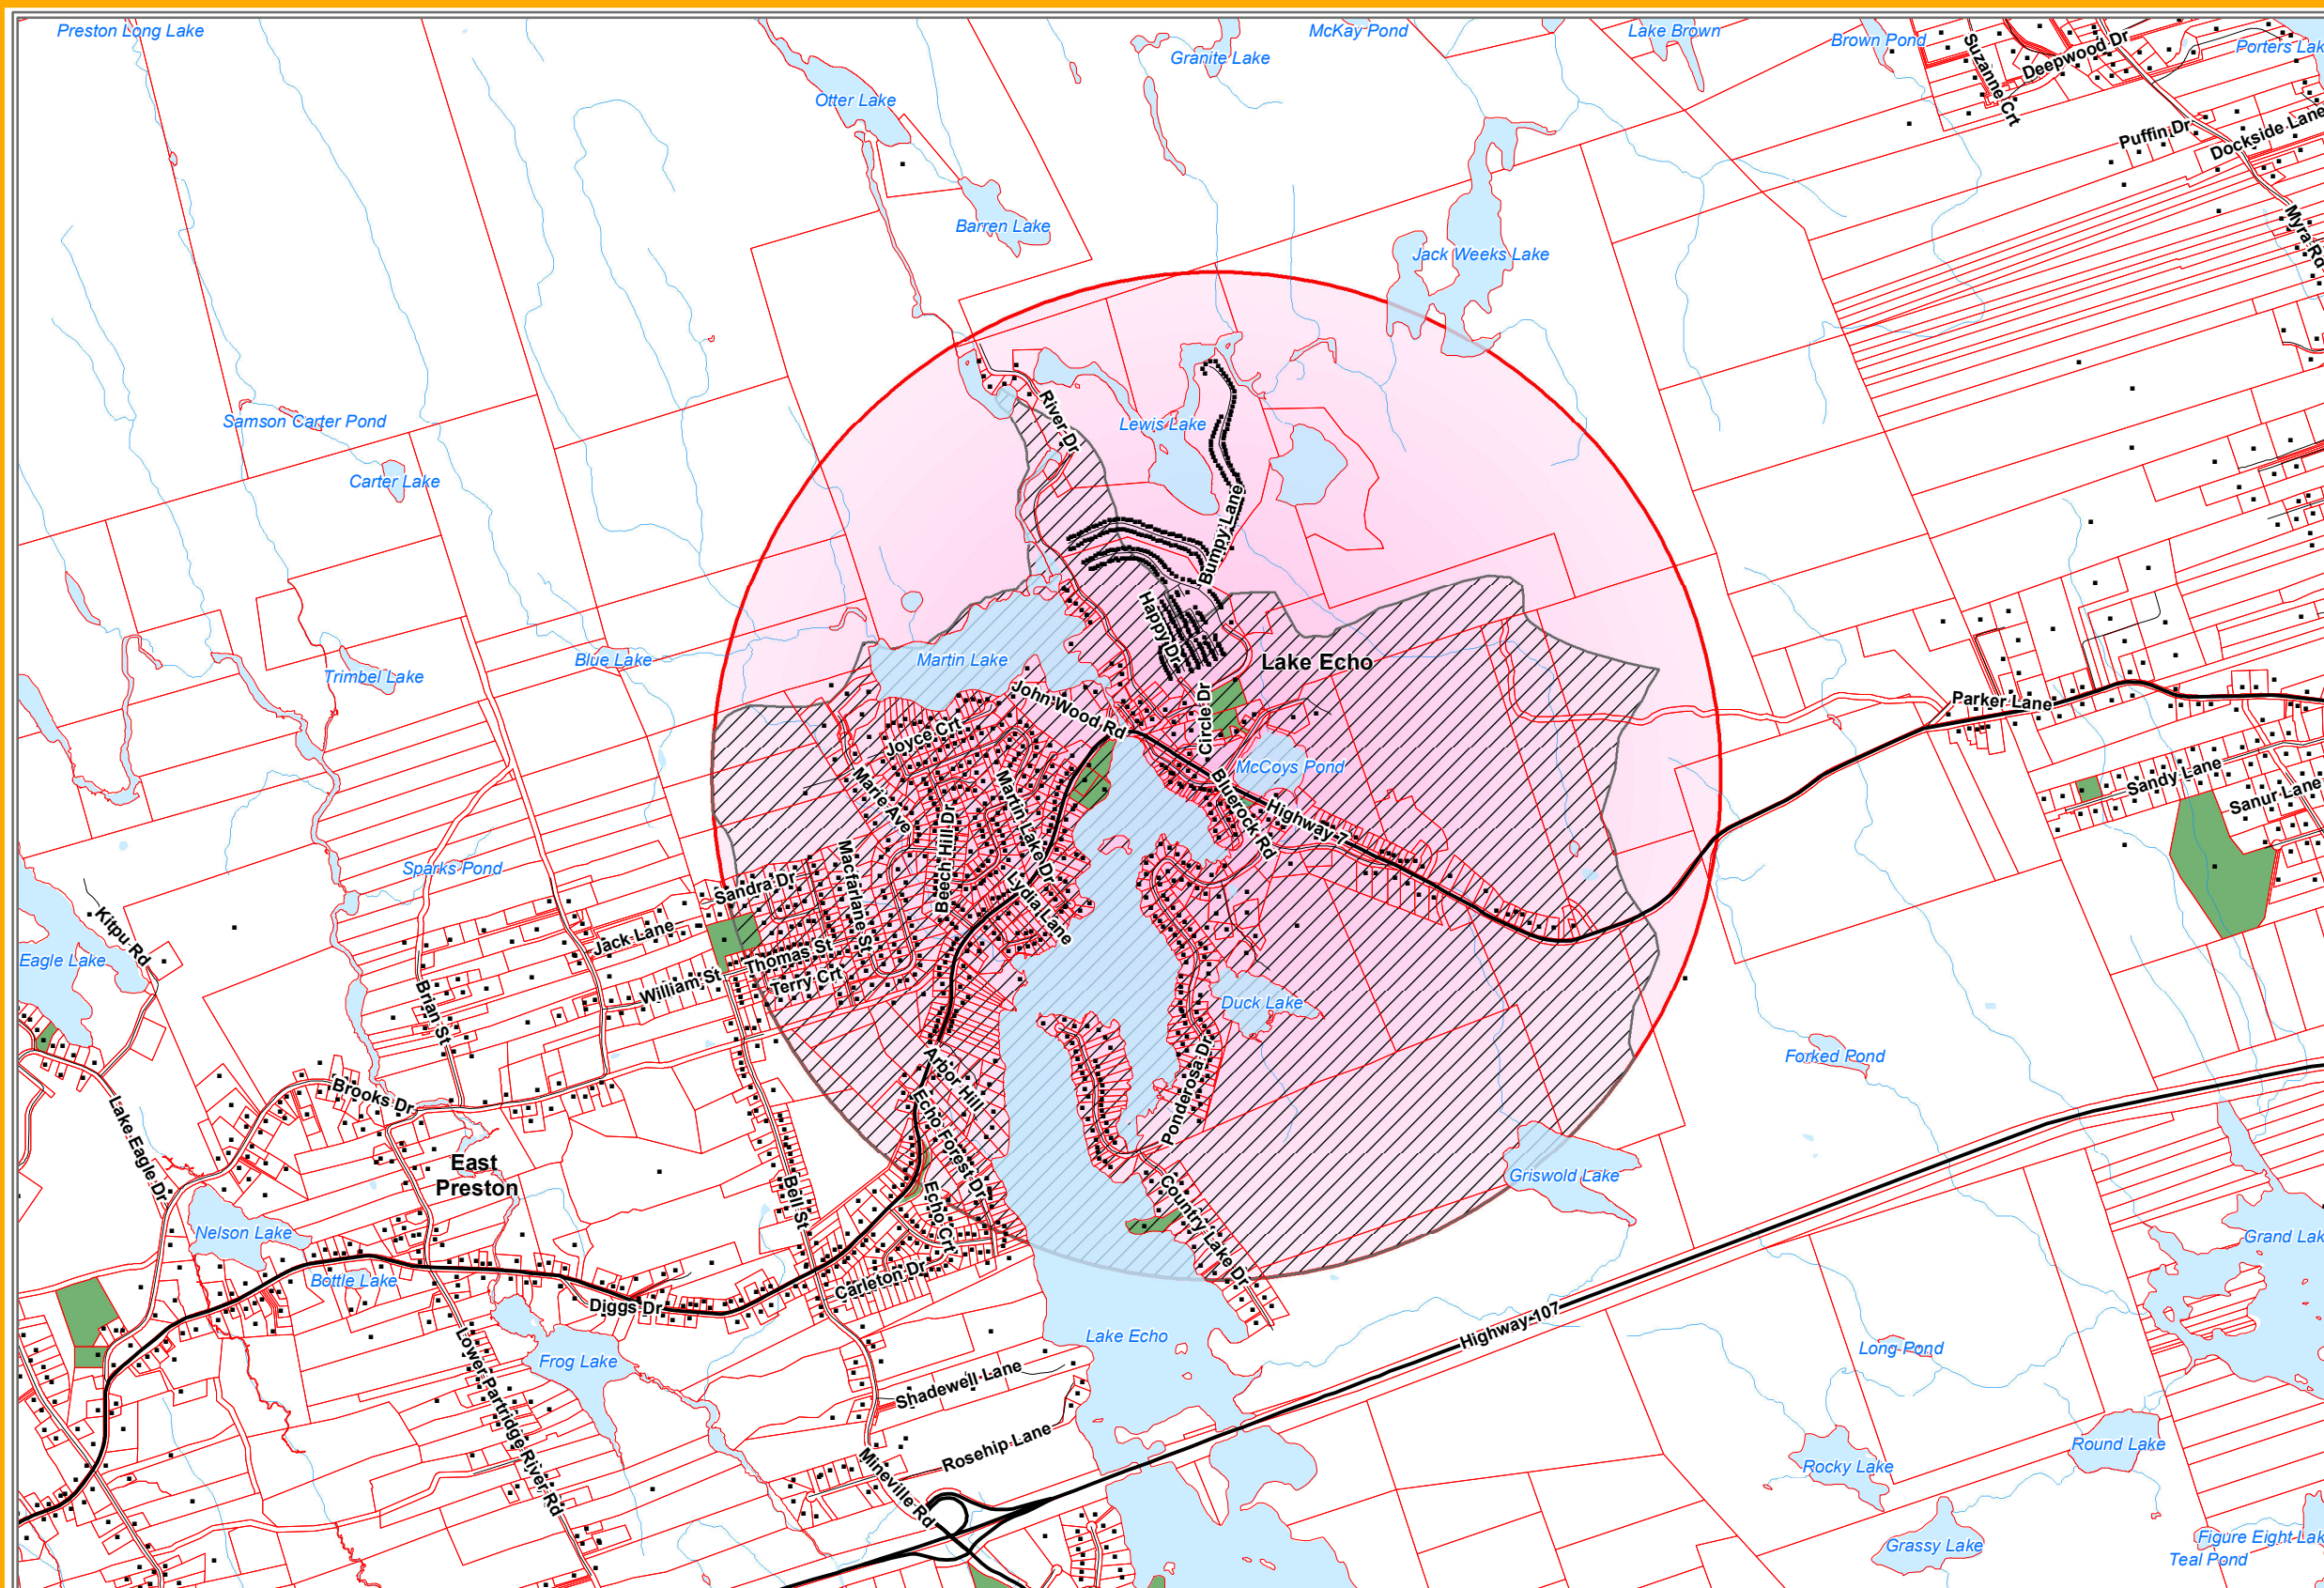 Preston Long Lake
McKay Pond
Lake Brown
Brown Pond
Granite Lake
Otter Lake
Suzanne Crt
Deepwood Dr
Porters Lak
Puffin Dr
Dockside Lane
Barren Lake
Jack Weeks Lake
Myra Rd
Samson Carter Pond
River Dr
Lewis Lake
Carter Lake
Bumpy Lane
Happy Dr
Blue Lake
Martin Lake
Lake Echo
Trimbel Lake
John Wood Rd
Circle Dr
Parker Lane
Joyce Crt
McCoys Pond
Marie Ave
Martin Lake Dr
Bluerock Rd
Highway 7
Sandy Lane
Sanur Lane
Beech Hill Dr
Macfarlane St
Sparks Pond
Sandra Dr
Lydia Lane
Kitpu Rd
Jack Lane
Eagle Lake
Thomas St
William St
Terry Crt
Brian St
Duck Lake
Forked Pond
Arbor Hill
Brooks Dr
Echo Forest Dr
Ponderosa Dr
Lake Eagle Dr
East
Preston
Griswold Lake
Bell St
Echo Crt
Country Lake Dr
Nelson Lake
Grand Lak
Bottle Lake
Carleton Dr
Diggs Dr
Highway 107
Lake Echo
Long Pond
Frog Lake
Lower Partridge River Rd
Shadewell Lane
Rosehip Lane
Round Lake
Rocky Lake
Mineville Rd
Figure Eight Lak
Grassy Lake
Teal Pond